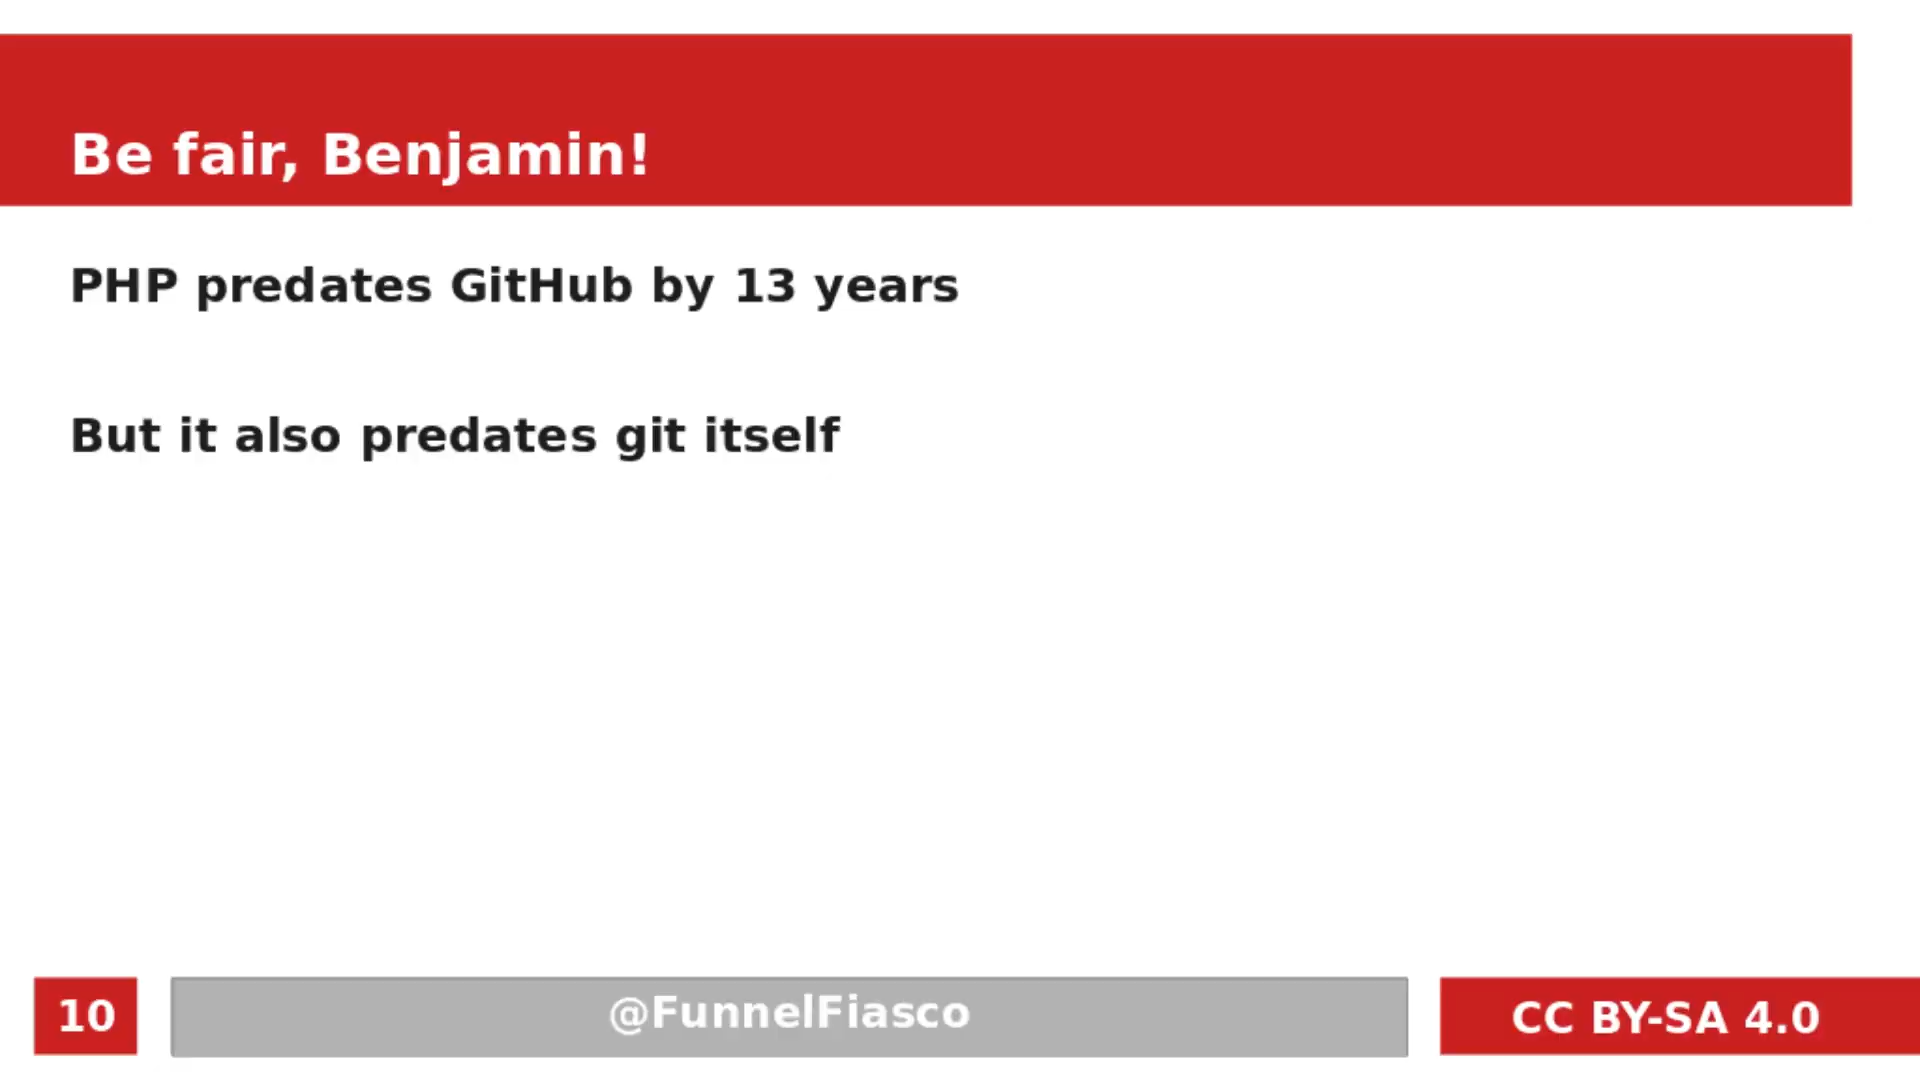 Be fair, Benjamin!
PHP predates GitHub by 13 years
But it also predates git itself
10
@FunnelFiasco
CC BY-SA 4.0